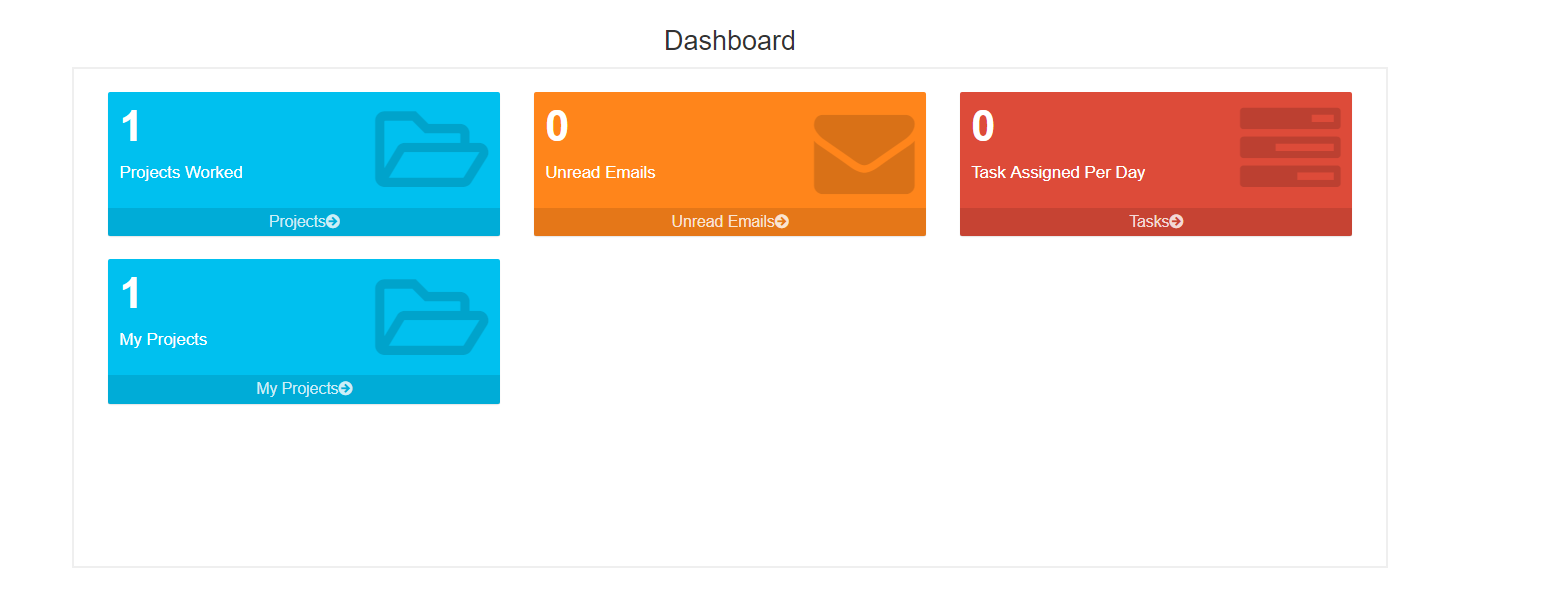 Dashboard
1
Projects Worked
Projects
0
Unread Emails
Unread Emails
0
Task Assigned Per Day
Tasks
1
My Projects
My Projects